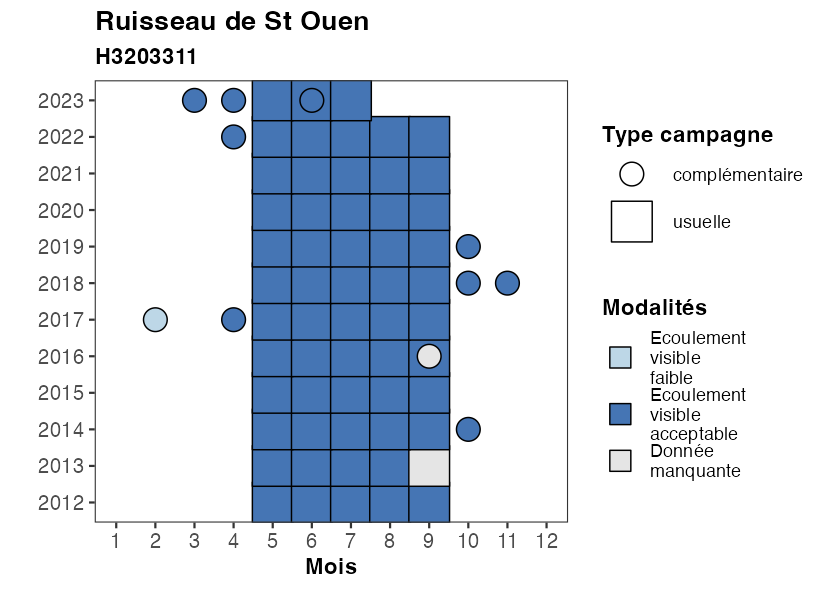 Ruisseau de St Ouen
H3203311
2023
2022
2021
2020
2019
2018
2017
2016
2015
2014
2013
2012
1 2 3 4 5 6 7 8 9 10 11 12
Mois
Type campagne
complémentaire
usuelle
Modalités
Ecoulement
visible
faible
Ecoulement
visible
acceptable
Donnée
manquante